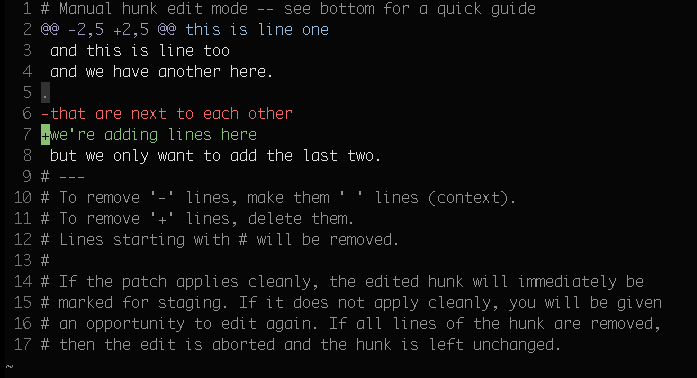 1 # Manual hunk edit mode -- see bottom for a quick guide
2 @@ -2,5 +2,5 @@ this is line one
3  and this is line too
4  and we have another here.
5 .
6 -that are next to each other
7 +we're adding lines here
8  but we only want to add the last two.
9 # ---
10 # To remove '-' lines, make them ' ' lines (context).
11 # To remove '+' lines, delete them.
12 # Lines starting with # will be removed.
13 #
14 # If the patch applies cleanly, the edited hunk will immediately be
15 # marked for staging. If it does not apply cleanly, you will be given
16 # an opportunity to edit again. If all lines of the hunk are removed,
17 # then the edit is aborted and the hunk is left unchanged.
~